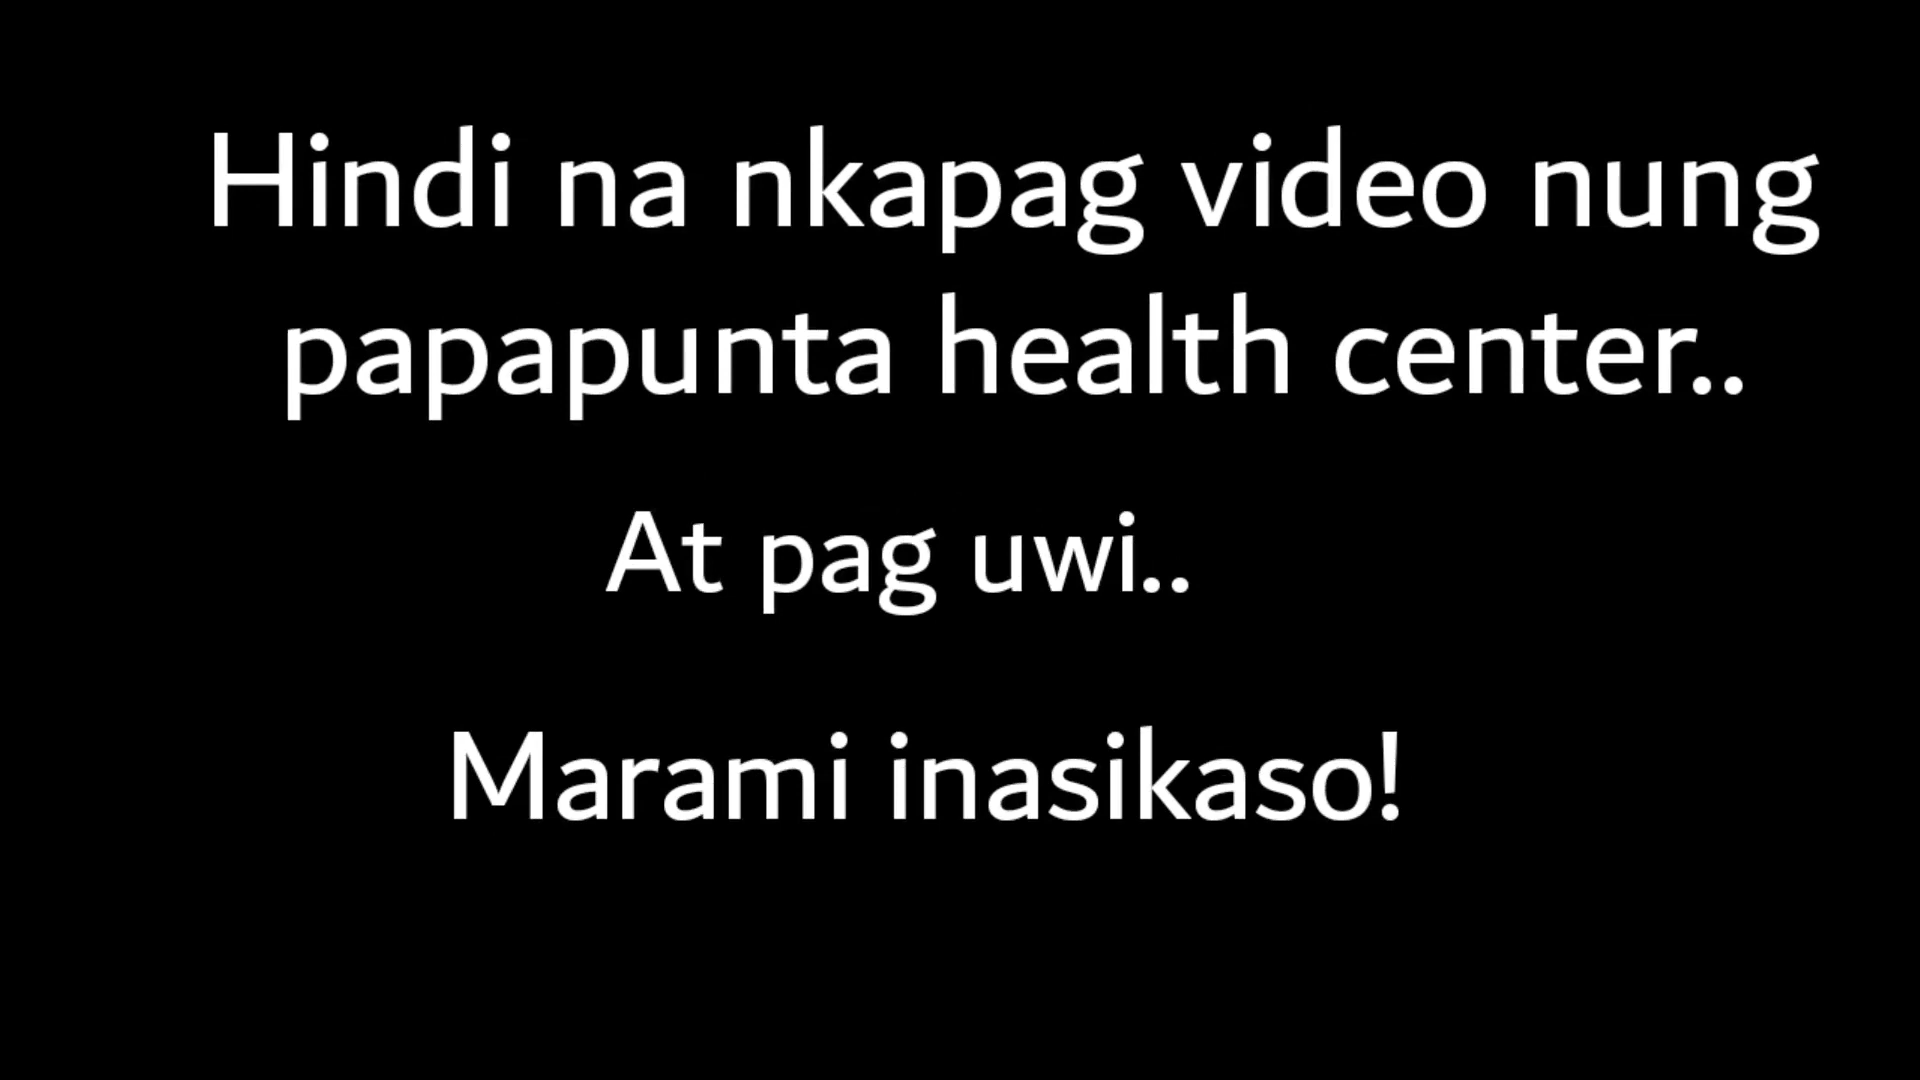 Hindi na nkapag video nung
papapunta health center..
At pag uwi..
Marami inasikaso!